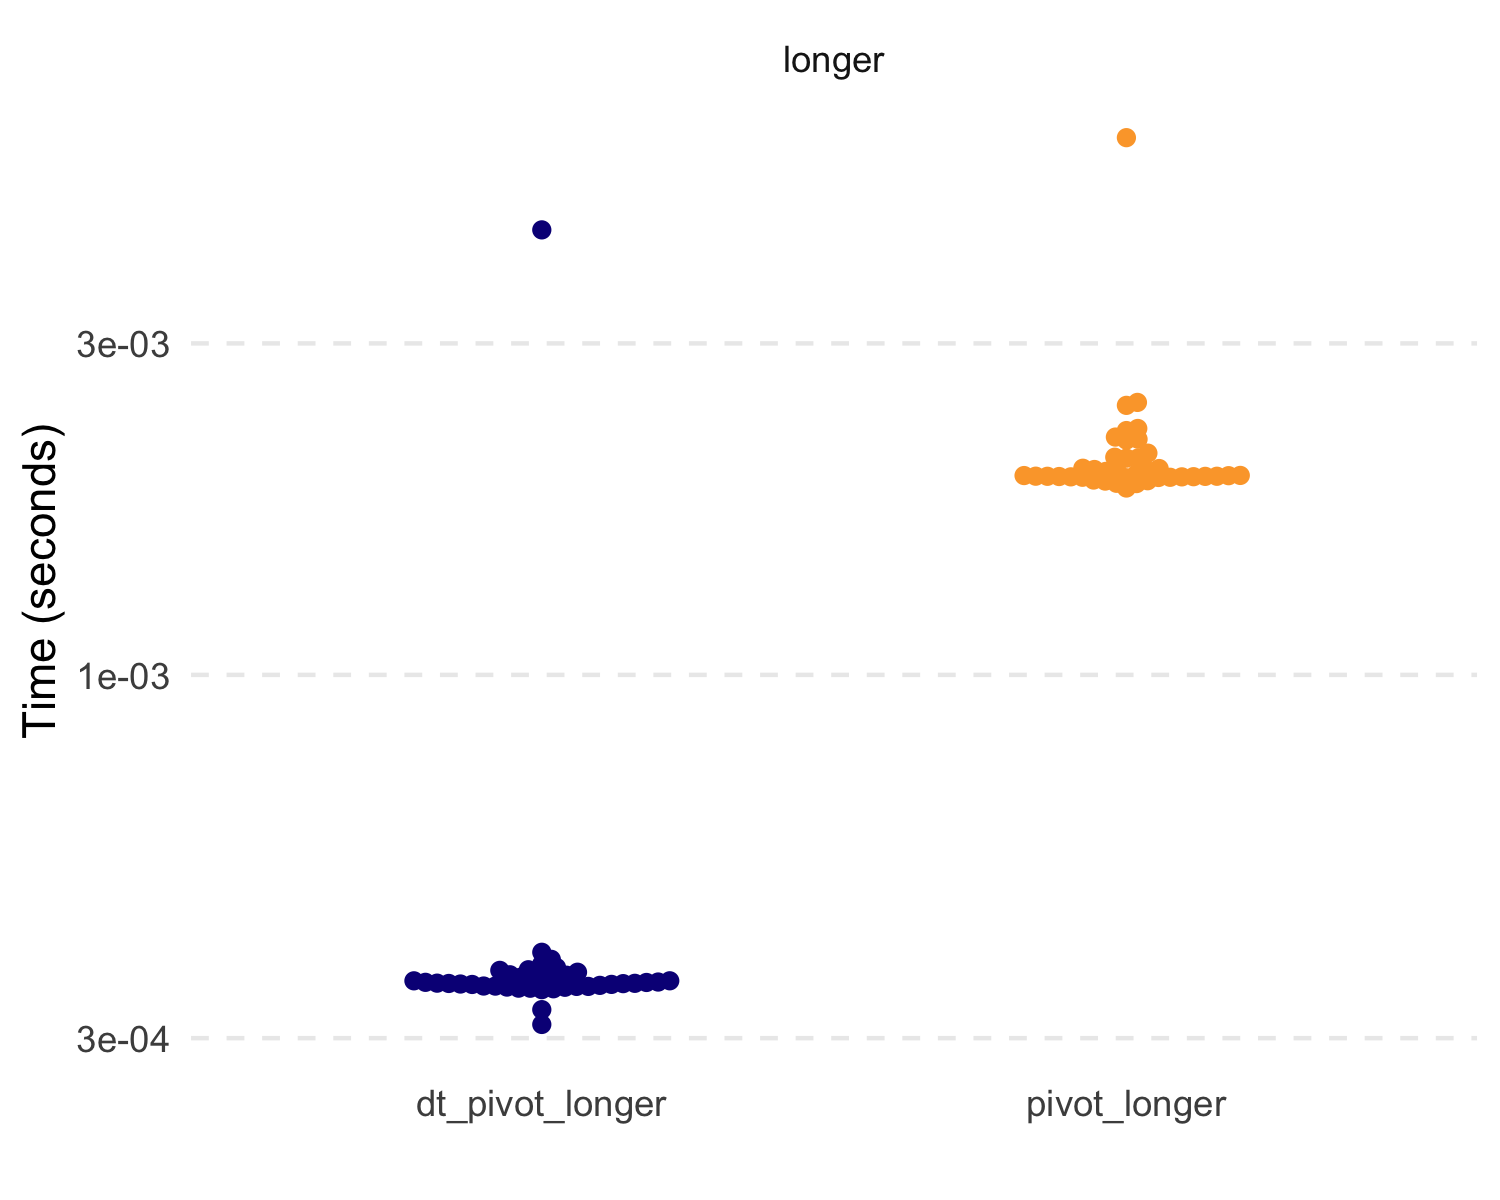 longer
Time (seconds)
3e-03
1e-03
3e-04
dt_pivot_longer
pivot_longer